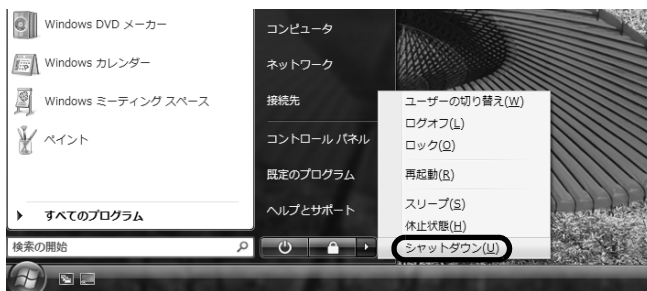 Windows DVD メーカー
Windows カレンダー
Windows ミーティング スペース
ペイント
すべてのプログラム
検索の開始
コンピュータ
ネットワーク
接続先
コントロール パネル
既定のプログラム
ヘルプとサポート
ユーザーの切り替え(W)
ログオフ(L)
ロック(O)
再起動(R)
スリープ(S)
休止状態(H)
シャットダウン(U)